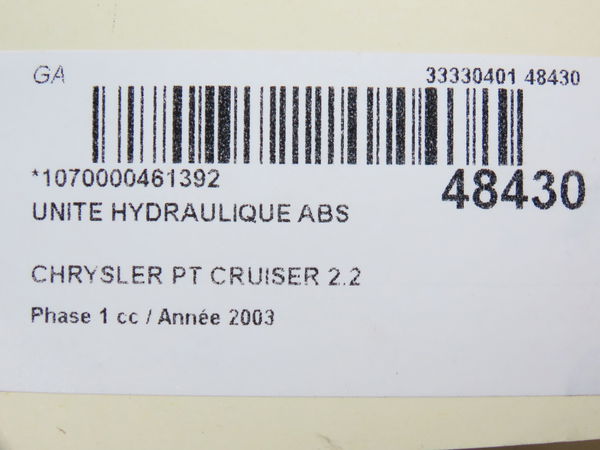 GA 33330401 48430
*1070000461392 48430
UNITE HYDRAULIQUE ABS
CHRYSLER PT CRUISER 2.2
Phase 1 cc / Année 2003